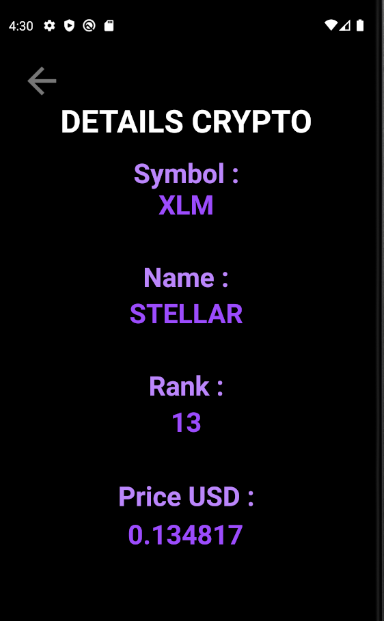 4:30
DETAILS CRYPTO
Symbol :
XLM
Name :
STELLAR
Rank :
13
Price USD :
0.134817